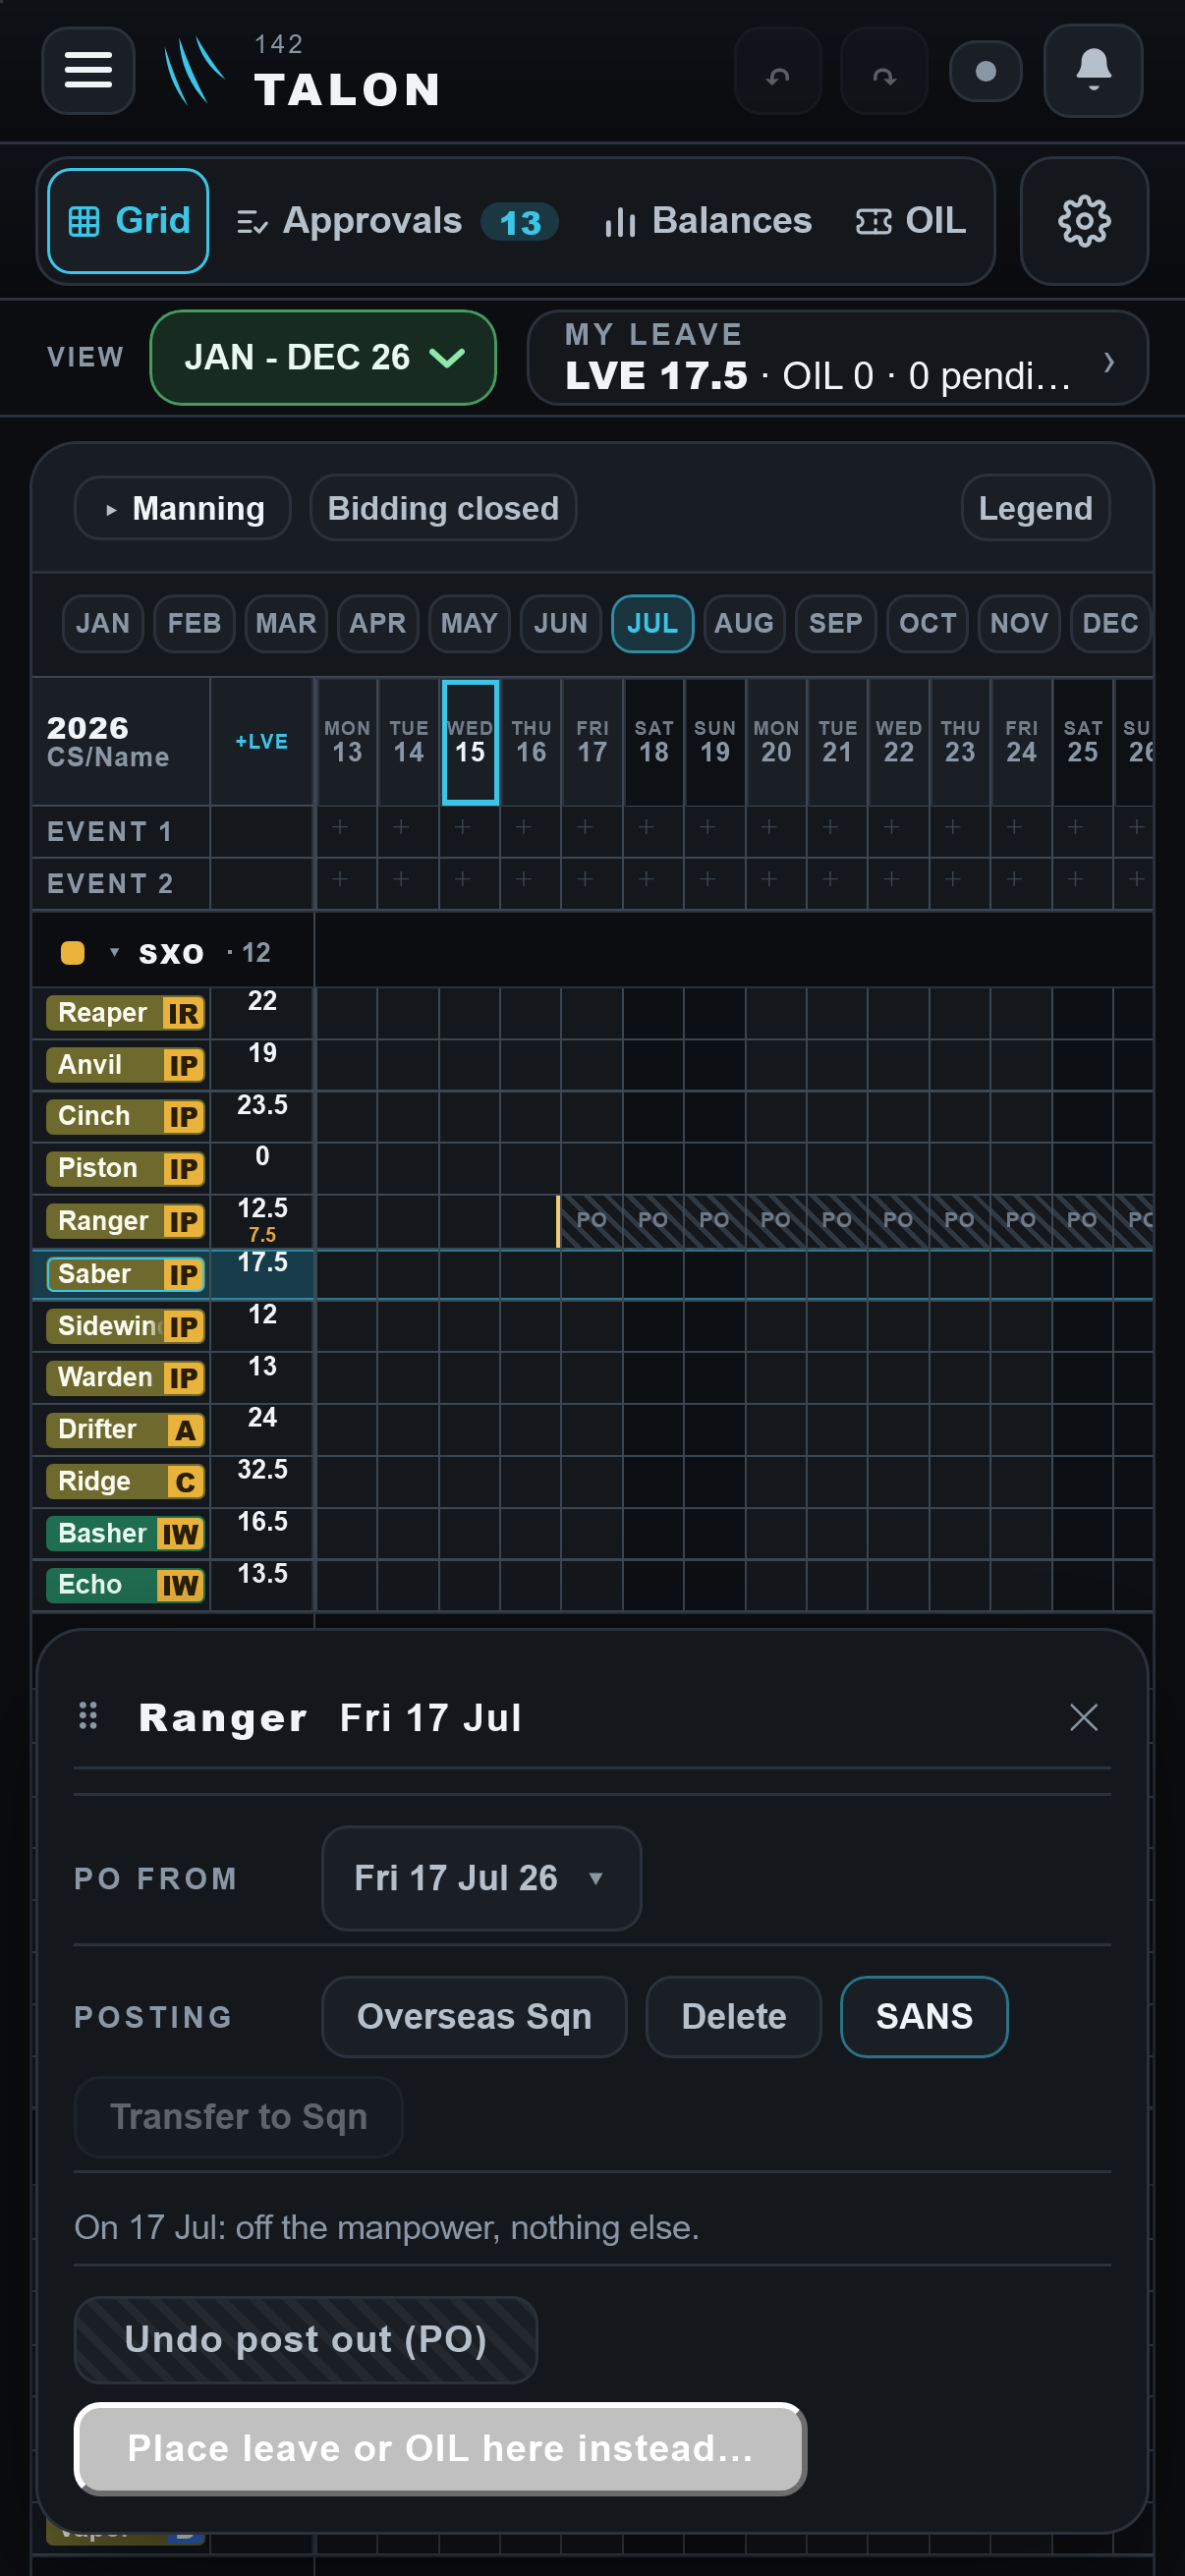 142
TALON
Grid
Approvals 13
Balances
OIL
VIEW
JAN - DEC 26
MY LEAVE
LVE 17.5 · OIL 0 · 0 pendi...
Manning
Bidding closed
Legend
JAN FEB MAR APR MAY JUN JUL AUG SEP OCT NOV DEC
2026
CS/Name
+LVE
MON TUE WED THU FRI SAT SUN MON TUE WED THU FRI SAT SU
13 14 15 16 17 18 19 20 21 22 23 24 25 26
EVENT 1 + + + + + + + + + + + + + +
EVENT 2 + + + + + + + + + + + + + +
sxo · 12
Reaper IR 22
Anvil IP 19
Cinch IP 23.5
Piston IP 0
Ranger IP 12.5 PO PO PO PO PO PO PO PO PO PO
7.5
Saber IP 17.5
Sidewin IP 12
Warden IP 13
Drifter A 24
Ridge C 32.5
Basher IW 16.5
Echo IW 13.5
Ranger Fri 17 Jul
PO FROM Fri 17 Jul 26
POSTING Overseas Sqn Delete SANS
Transfer to Sqn
On 17 Jul: off the manpower, nothing else.
Undo post out (PO)
Place leave or OIL here instead...